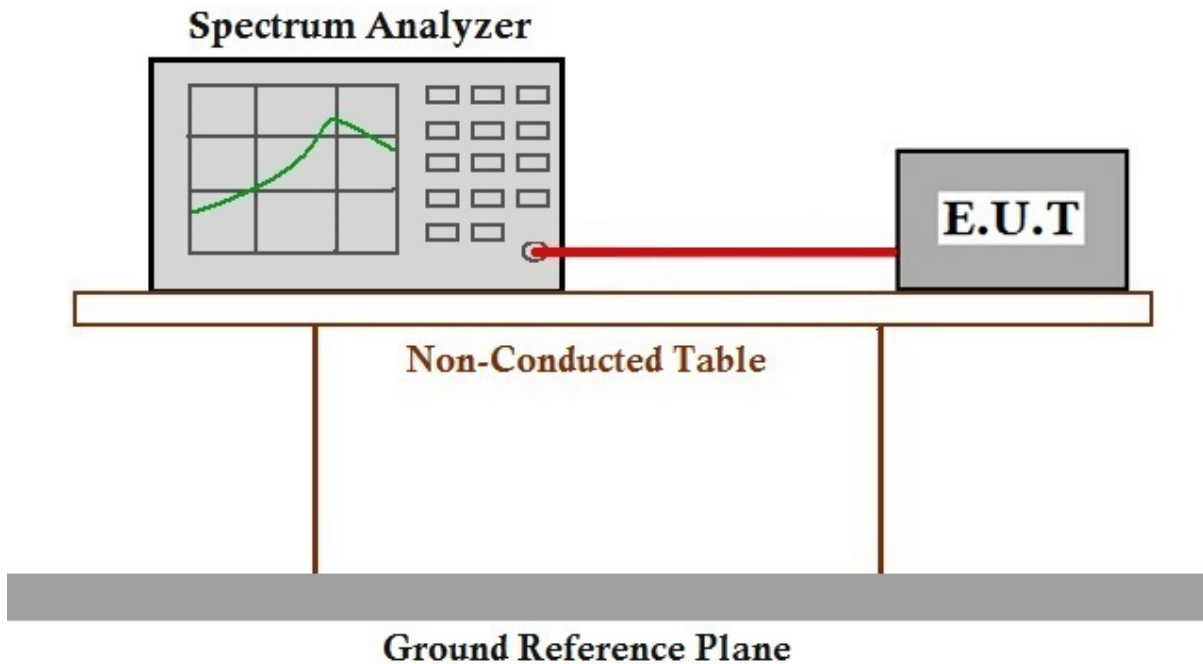 Spectrum Analyzer
E.U.T
Non-Conducted Table
Ground Reference Plane